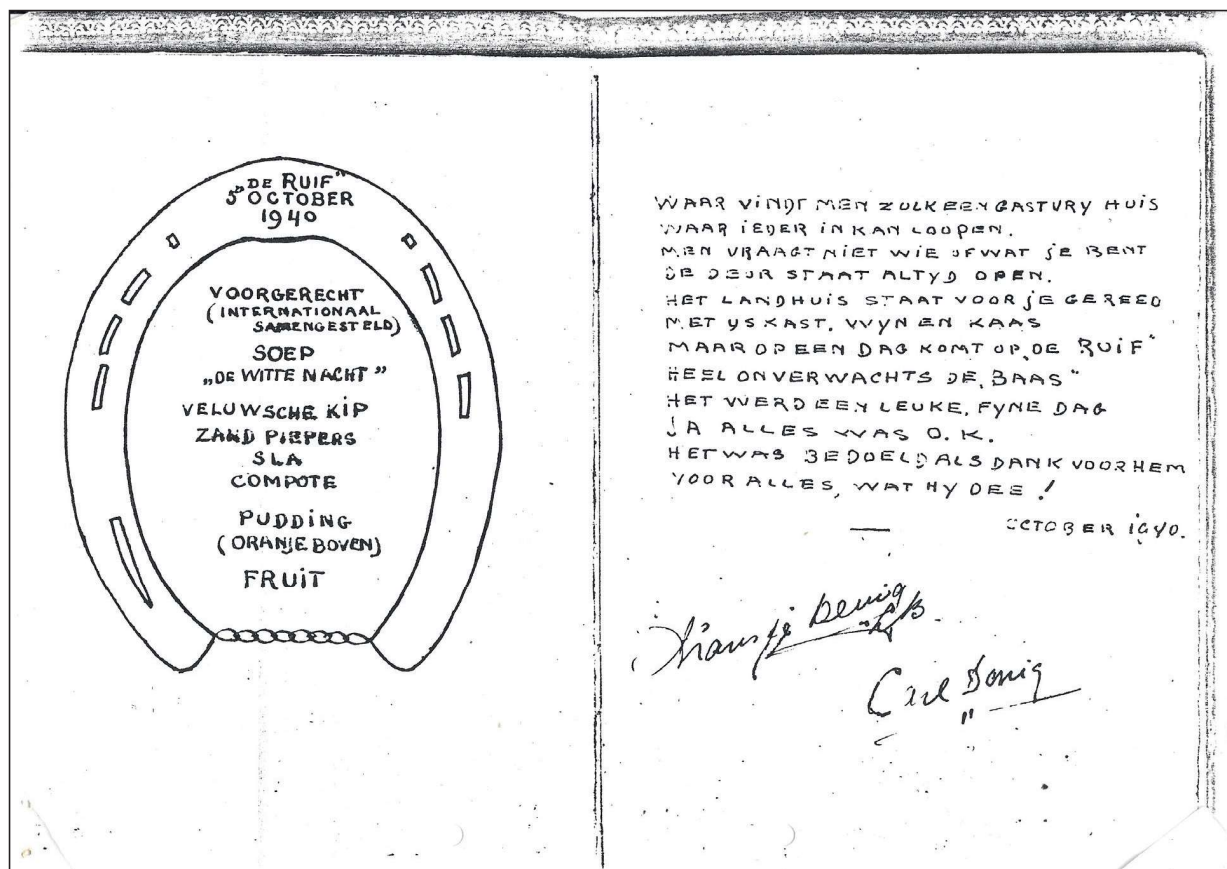 „DE RUIF"
5 OCTOBER
1940
VOORGERECHT
(INTERNATIONAAL
SAMENGESTELD)
SOEP
„DE WITTE NACHT"
VELUWSCHE KIP
ZAND PIEPERS
SLA
COMPOTE
PUDDING
(ORANJE BOVEN)
FRUIT
WAAR VINDT MEN ZULK EEN GASTVRY HUIS
WAAR IEDER IN KAN LOOPEN.
MEN VRAAGT NIET WIE OF WAT JE BENT
DE DEUR STAAT ALTYD OPEN.
HET LANDHUIS STAAT VOOR JE GEREED
MET YSKAST, WYN EN KAAS
MAAR OP EEN DAG KOMT OP „DE RUIF"
HEEL ONVERWACHTS DE „BAAS"
HET WERD EEN LEUKE, FYNE DAG
JA ALLES WAS O.K.
HET WAS BEDOELD ALS DANK VOOR HEM
VOOR ALLES, WAT HY DEE!
OCTOBER 1940.
Carl